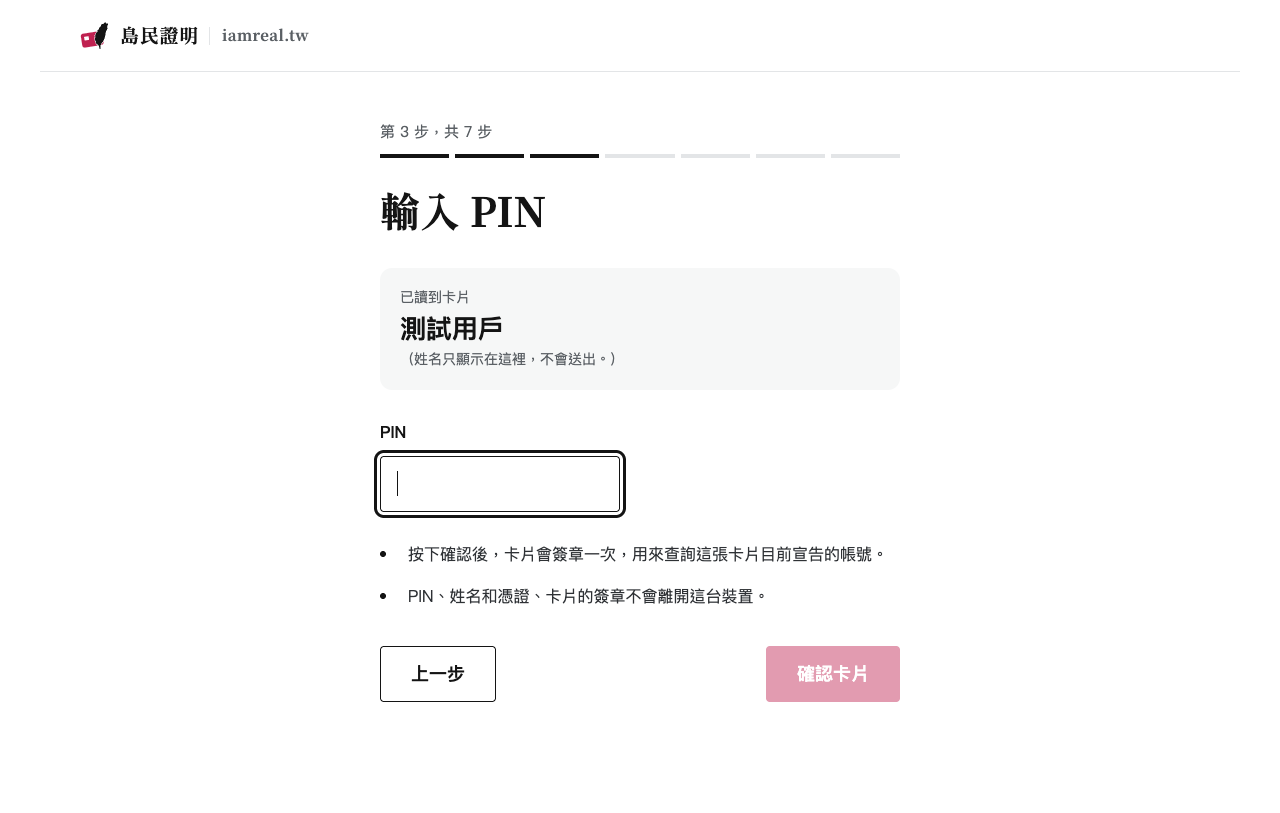 島民證明 iamreal.tw
第 3 步，共 7 步
輸入 PIN
已讀到卡片
測試用戶
（姓名只顯示在這裡，不會送出。）
PIN
按下確認後，卡片會簽章一次，用來查詢這張卡片目前宣告的帳號。
PIN、姓名和憑證、卡片的簽章不會離開這台裝置。
上一步 確認卡片